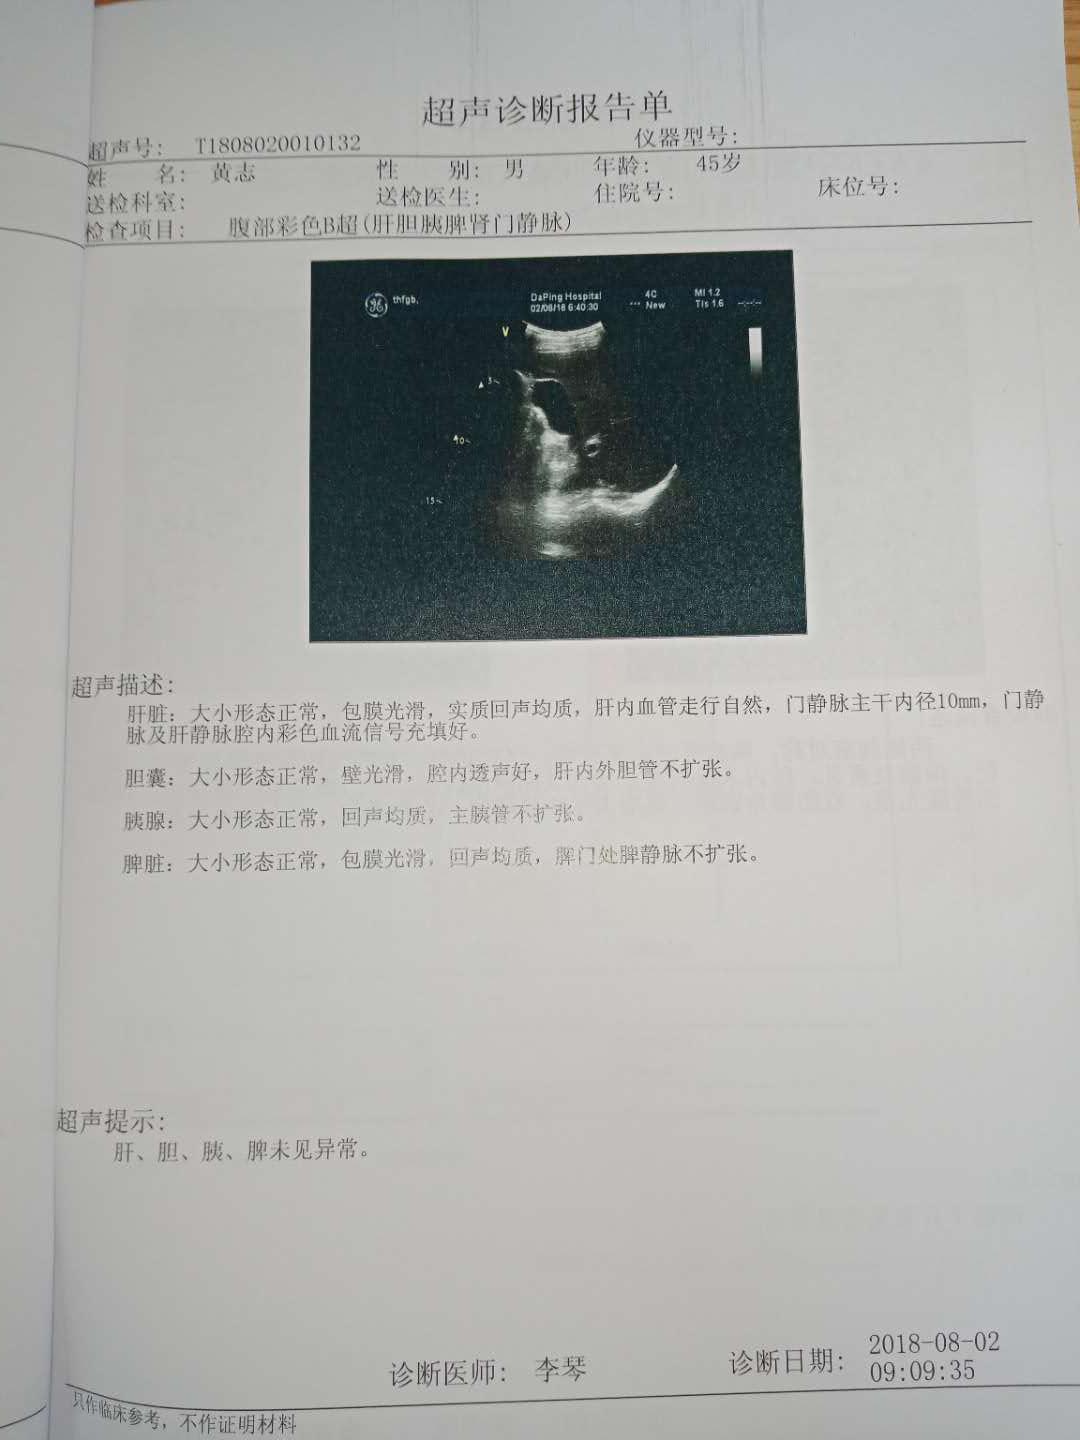 超声诊断报告单
超声号: T1808020010132 仪器型号:
姓 名: 黄志 性 别: 男 年龄: 45岁
送检科室: 送检医生: 住院号: 床位号:
检查项目: 腹部彩色B超(肝胆胰脾肾门静脉)
thfgb. DaPing Hospital 4C MI 1.2
02/08/18 6:40:30 New TIs 1.6
V
5
10
15
超声描述:
肝脏: 大小形态正常, 包膜光滑, 实质回声均质, 肝内血管走行自然, 门静脉主干内径10mm, 门静
脉及肝静脉腔内彩色血流信号充填好。
胆囊: 大小形态正常, 壁光滑, 腔内透声好, 肝内外胆管不扩张。
胰腺: 大小形态正常, 回声均质, 主胰管不扩张。
脾脏: 大小形态正常, 包膜光滑, 回声均质, 脾门处脾静脉不扩张。
超声提示:
肝、胆、胰、脾未见异常。
诊断医师: 李琴 诊断日期: 2018-08-02
09:09:35
只作临床参考, 不作证明材料